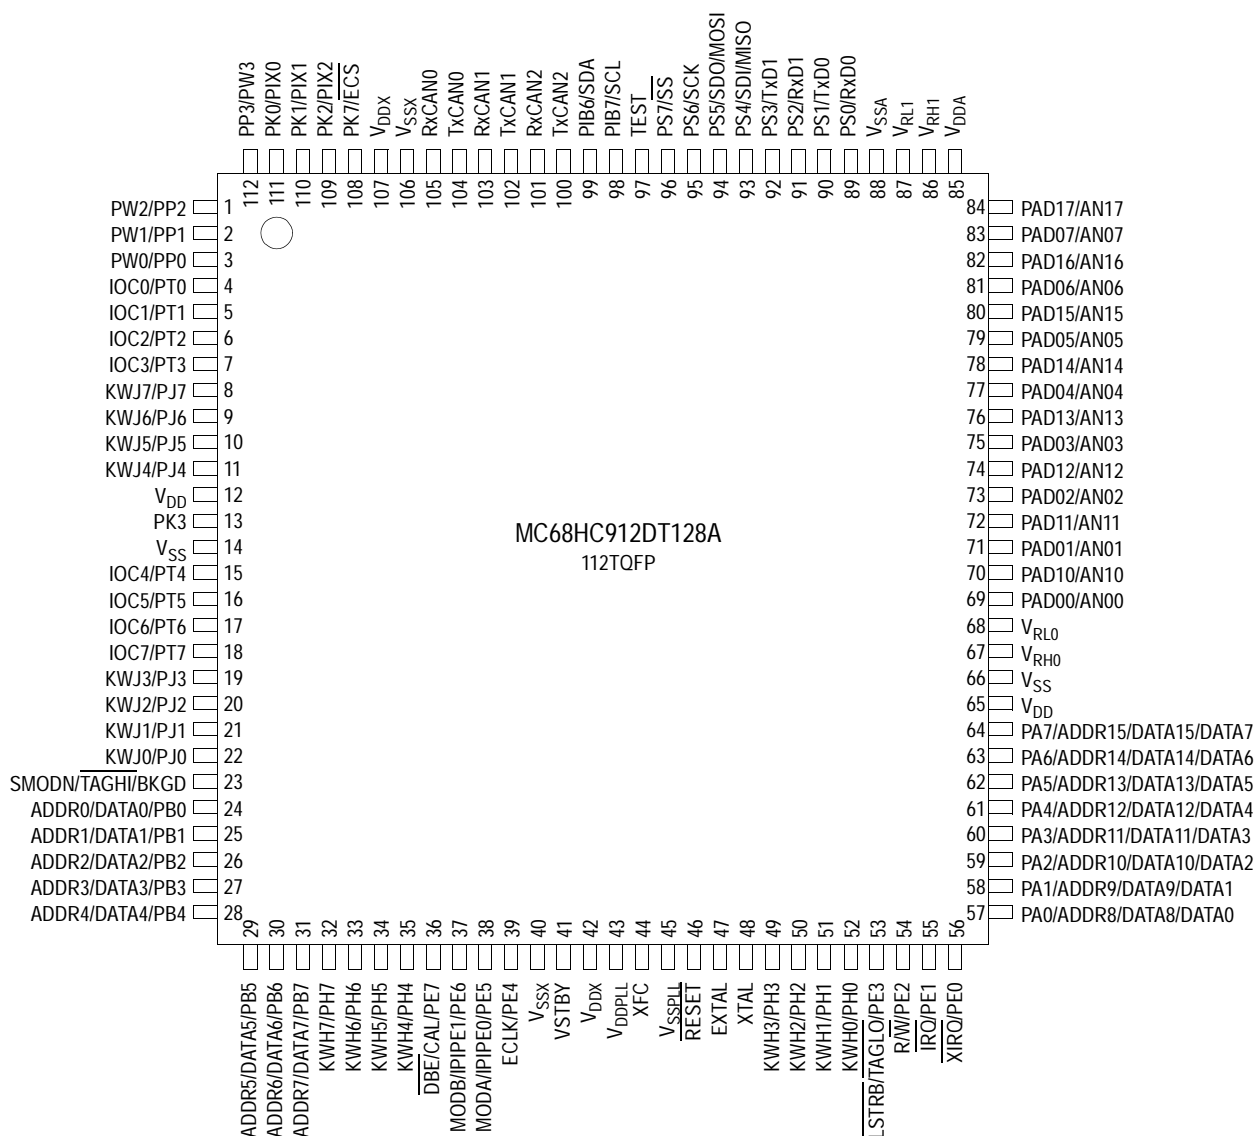 PP3/PW3
PK0/PIX0
PK1/PIX1
PK2/PIX2
PK7/ECS
VDDX
VSSX
RxCAN0
TxCAN0
RxCAN1
TxCAN1
RxCAN2
TxCAN2
PIB6/SDA
PIB7/SCL
TEST
PS7/SS
PS6/SCK
PS5/SDO/MOSI
PS4/SDI/MISO
PS3/TxD1
PS2/RxD1
PS1/TxD0
PS0/RxD0
VSSA
VRL1
VRH1
VDDA
112
111
110
109
108
107
106
105
104
103
102
101
100
99
98
97
96
95
94
93
92
91
90
89
88
87
86
85
PW2/PP2 1
PW1/PP1 2
PW0/PP0 3
IOC0/PT0 4
IOC1/PT1 5
IOC2/PT2 6
IOC3/PT3 7
KWJ7/PJ7 8
KWJ6/PJ6 9
KWJ5/PJ5 10
KWJ4/PJ4 11
VDD 12
PK3 13
VSS 14
IOC4/PT4 15
IOC5/PT5 16
IOC6/PT6 17
IOC7/PT7 18
KWJ3/PJ3 19
KWJ2/PJ2 20
KWJ1/PJ1 21
KWJ0/PJ0 22
SMODN/TAGHI/BKGD 23
ADDR0/DATA0/PB0 24
ADDR1/DATA1/PB1 25
ADDR2/DATA2/PB2 26
ADDR3/DATA3/PB3 27
ADDR4/DATA4/PB4 28
MC68HC912DT128A
112TQFP
84 PAD17/AN17
83 PAD07/AN07
82 PAD16/AN16
81 PAD06/AN06
80 PAD15/AN15
79 PAD05/AN05
78 PAD14/AN14
77 PAD04/AN04
76 PAD13/AN13
75 PAD03/AN03
74 PAD12/AN12
73 PAD02/AN02
72 PAD11/AN11
71 PAD01/AN01
70 PAD10/AN10
69 PAD00/AN00
68 VRL0
67 VRH0
66 VSS
65 VDD
64 PA7/ADDR15/DATA15/DATA7
63 PA6/ADDR14/DATA14/DATA6
62 PA5/ADDR13/DATA13/DATA5
61 PA4/ADDR12/DATA12/DATA4
60 PA3/ADDR11/DATA11/DATA3
59 PA2/ADDR10/DATA10/DATA2
58 PA1/ADDR9/DATA9/DATA1
57 PA0/ADDR8/DATA8/DATA0
29
30
31
32
33
34
35
36
37
38
39
40
41
42
43
44
45
46
47
48
49
50
51
52
53
54
55
56
ADDR5/DATA5/PB5
ADDR6/DATA6/PB6
ADDR7/DATA7/PB7
KWH7/PH7
KWH6/PH6
KWH5/PH5
KWH4/PH4
DBE/CAL/PE7
MODB/IPIPE1/PE6
MODA/IPIPE0/PE5
ECLK/PE4
VSSX
VSTBY
VDDX
VDDPLL
XFC
VSSPLL
RESET
EXTAL
XTAL
KWH3/PH3
KWH2/PH2
KWH1/PH1
KWH0/PH0
LSTRB/TAGLO/PE3
R/W/PE2
IRQ/PE1
XIRQ/PE0